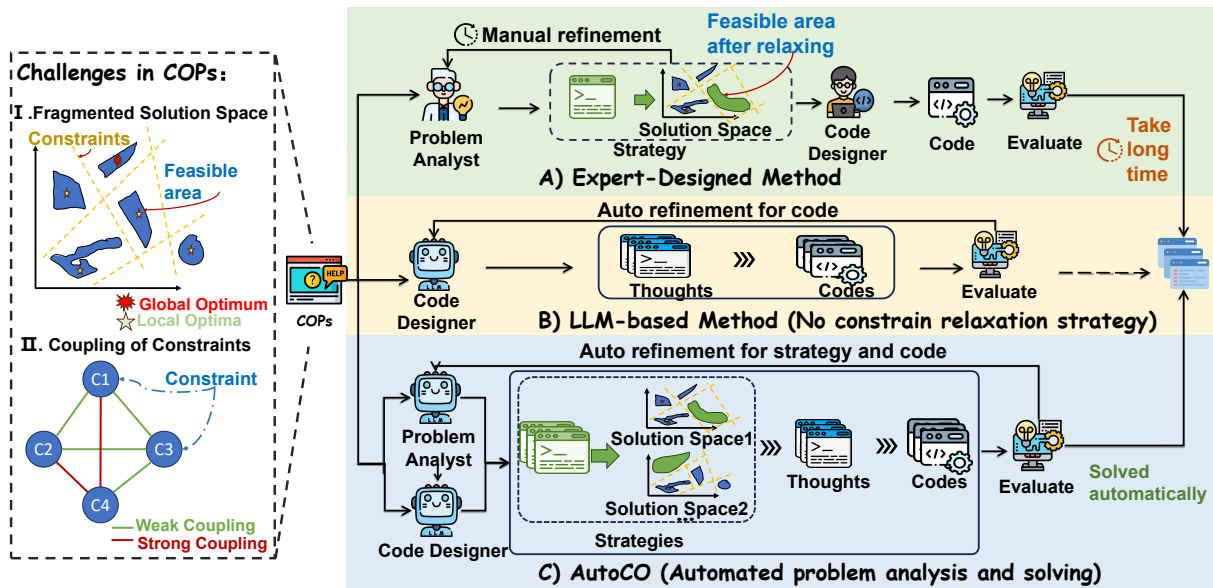 Challenges in COPs:
I .Fragmented Solution Space
Constraints
Feasible
area
Global Optimum
Local Optima
II. Coupling of Constraints
C1
Constraint
C2
C3
C4
Weak Coupling
Strong Coupling
?
HELP
COPs
Manual refinement
Feasible area
after relaxing
Problem
Analyst
>_
Solution Space
Strategy
</>
Code
Designer
</>
Code
Evaluate
Take
long
time
A) Expert-Designed Method
Auto refinement for code
LLM
Code
Designer
Thoughts
Codes
Evaluate
B) LLM-based Method (No constrain relaxation strategy)
Auto refinement for strategy and code
LLM
Problem
Analyst
LLM
Code Designer
>_
Solution Space1
Solution Space2
...
Strategies
>_
Thoughts
</>
Codes
Evaluate
Solved
automatically
C) AutoCO (Automated problem analysis and solving)